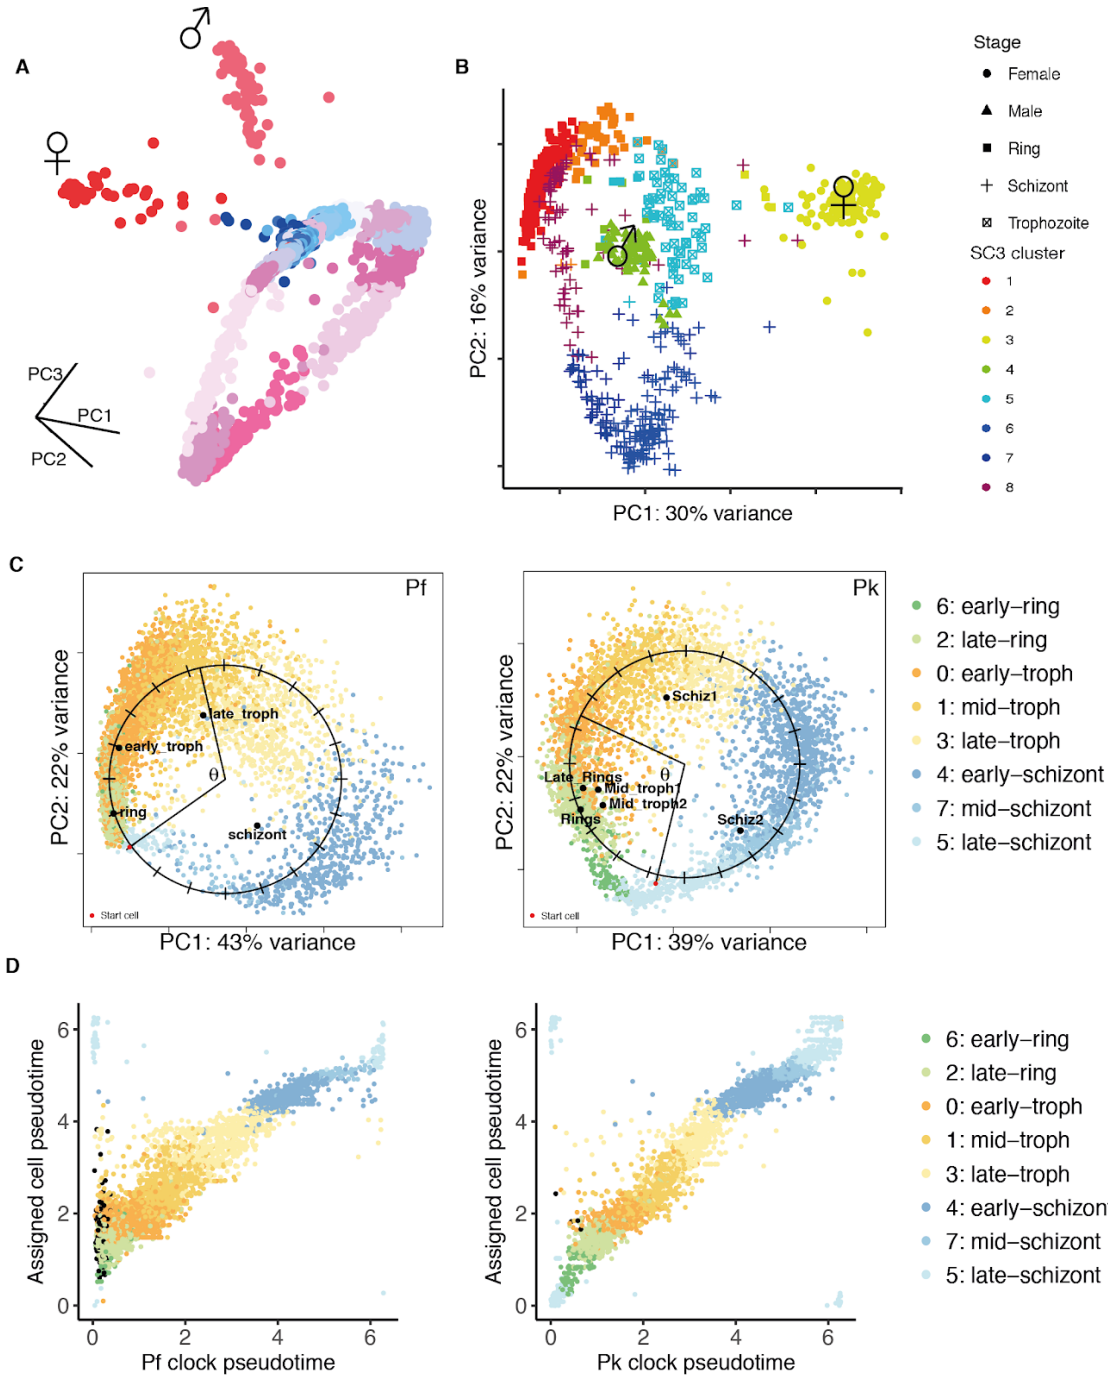 A
♂
♀
PC3
PC1
PC2
B
♂
♀
PC2: 16% variance
PC1: 30% variance
Stage
Female
Male
Ring
Schizont
Trophozoite
SC3 cluster
1
2
3
4
5
6
7
8
C
Pf
late_troph
early_troph
θ
ring
schizont
Start cell
PC2: 22% variance
PC1: 43% variance
Pk
Schiz1
Late_Rings
θ
Mid_troph1
Mid_troph2
Rings
Schiz2
Start cell
PC2: 22% variance
PC1: 39% variance
6: early-ring
2: late-ring
0: early-troph
1: mid-troph
3: late-troph
4: early-schizont
7: mid-schizont
5: late-schizont
D
Assigned cell pseudotime
6
4
2
0
0 2 4 6
Pf clock pseudotime
Assigned cell pseudotime
6
4
2
0
0 2 4 6
Pk clock pseudotime
6: early-ring
2: late-ring
0: early-troph
1: mid-troph
3: late-troph
4: early-schizon
7: mid-schizont
5: late-schizont